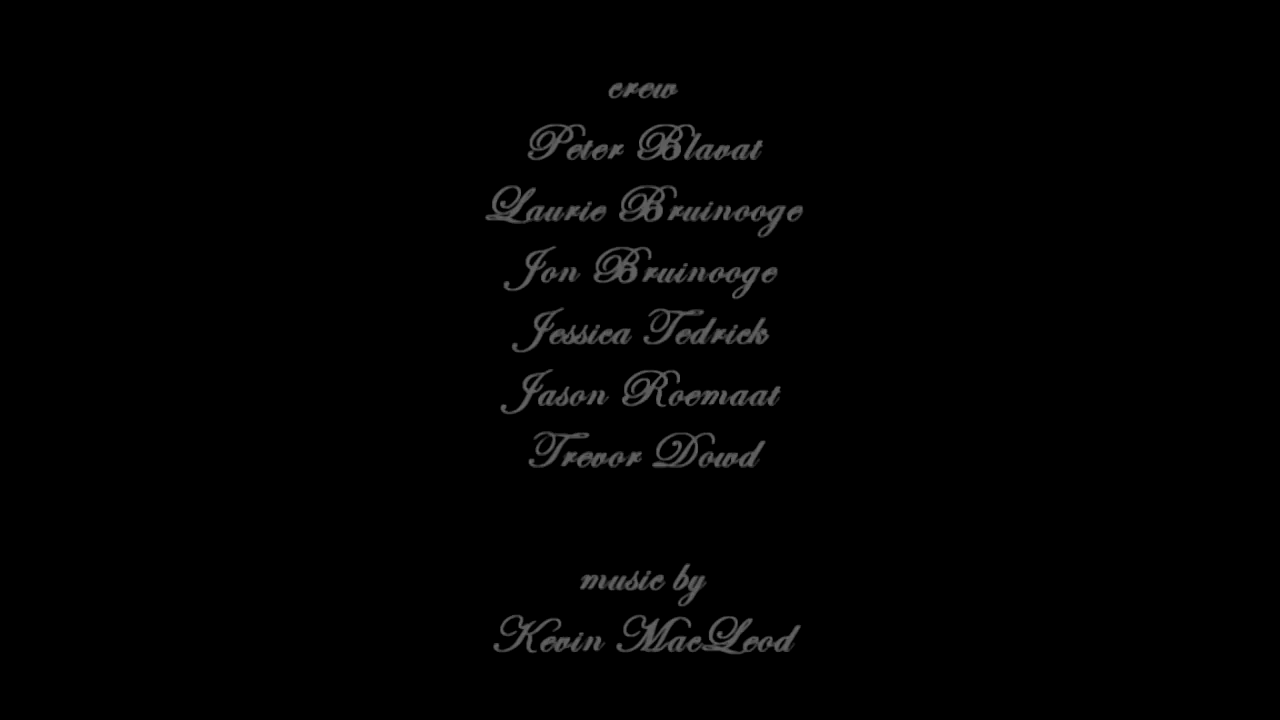 crew
Peter Blavat
Laurie Bruinooge
Jon Bruinooge
Jessica Tedrick
Jason Roemaat
Trevor Dowd
music by
Kevin MacLeod